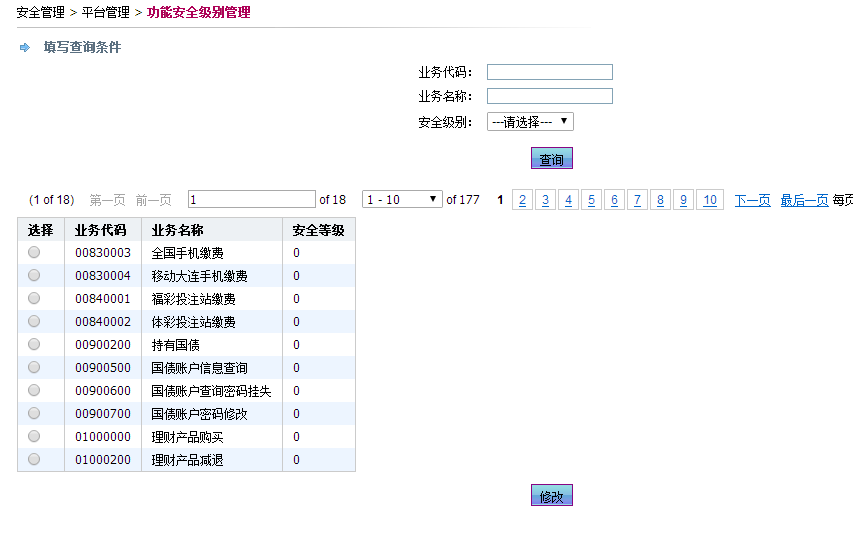 安全管理 > 平台管理 > 功能安全级别管理
填写查询条件
业务代码：
业务名称：
安全级别： ---请选择---
查询
(1 of 18) 第一页 前一页 1 of 18 1 - 10 of 177 1 2 3 4 5 6 7 8 9 10 下一页 最后一页 每页
选择 业务代码 业务名称 安全等级
00830003 全国手机缴费 0
00830004 移动大连手机缴费 0
00840001 福彩投注站缴费 0
00840002 体彩投注站缴费 0
00900200 持有国债 0
00900500 国债账户信息查询 0
00900600 国债账户查询密码挂失 0
00900700 国债账户密码修改 0
01000000 理财产品购买 0
01000200 理财产品减退 0
修改